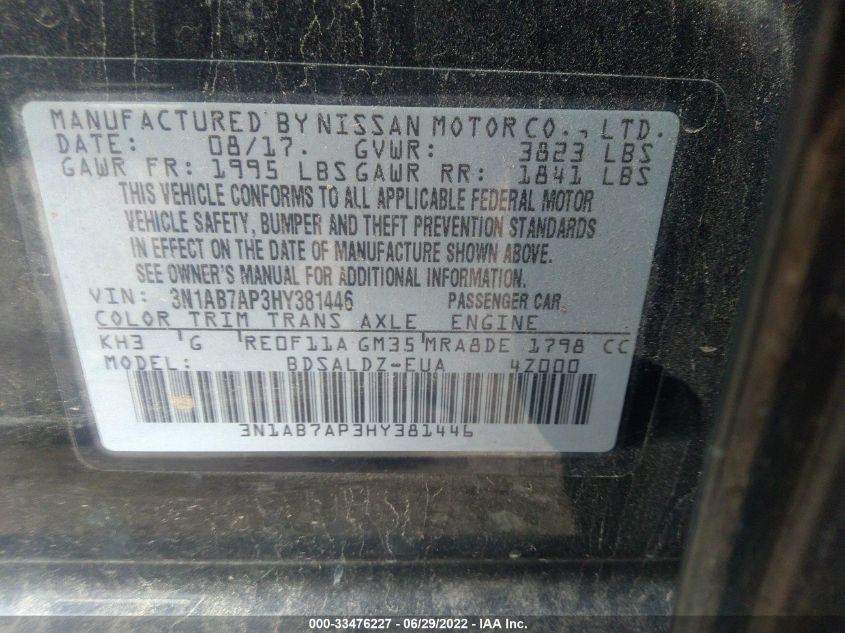 MANUFACTURED BY NISSAN MOTOR CO., LTD.
DATE: 08/17. GVWR: 3823 LBS
GAWR FR: 1995 LBS GAWR RR: 1841 LBS
THIS VEHICLE CONFORMS TO ALL APPLICABLE FEDERAL MOTOR
VEHICLE SAFETY, BUMPER AND THEFT PREVENTION STANDARDS
IN EFFECT ON THE DATE OF MANUFACTURE SHOWN ABOVE.
SEE OWNER'S MANUAL FOR ADDITIONAL INFORMATION.
VIN: 3N1AB7AP3HY381446 PASSENGER CAR
COLOR TRIM TRANS AXLE ENGINE
KH3 G RE0F11A GM35 MRA8DE 1798 CC
MODEL: BDSALDZ-EUA 4Z000
3N1AB7AP3HY381446
000-33476227 - 06/29/2022 - IAA Inc.